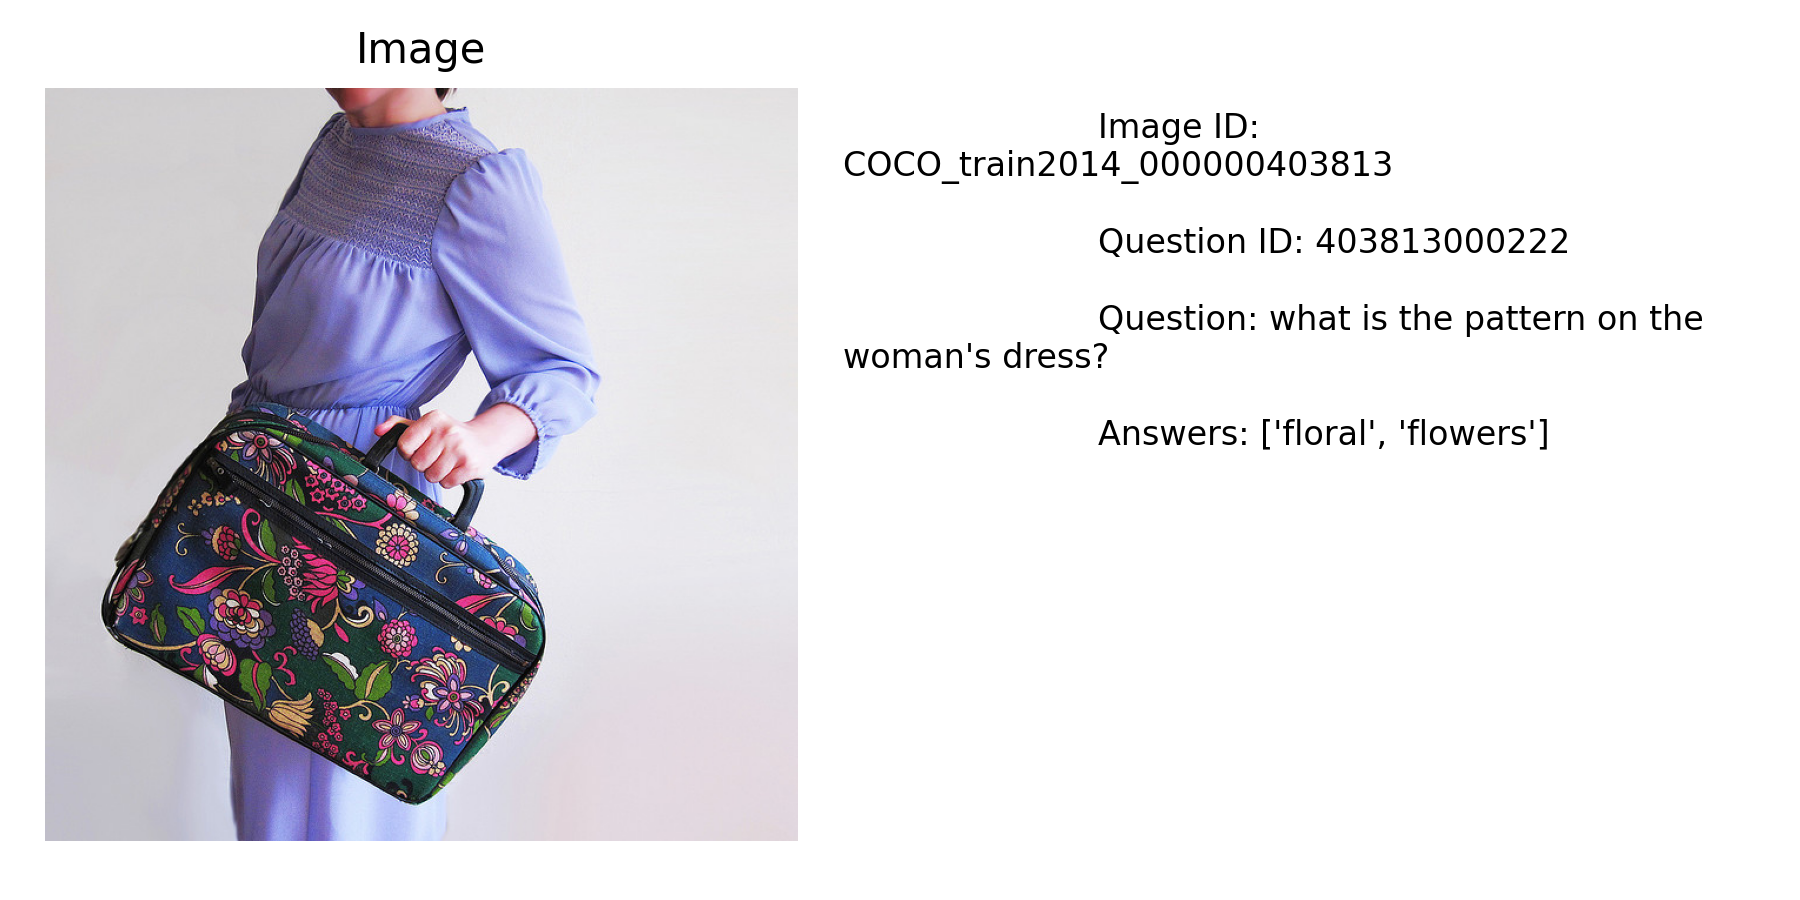 Image
Image ID:
COCO_train2014_000000403813
Question ID: 403813000222
Question: what is the pattern on the
woman's dress?
Answers: ['floral', 'flowers']